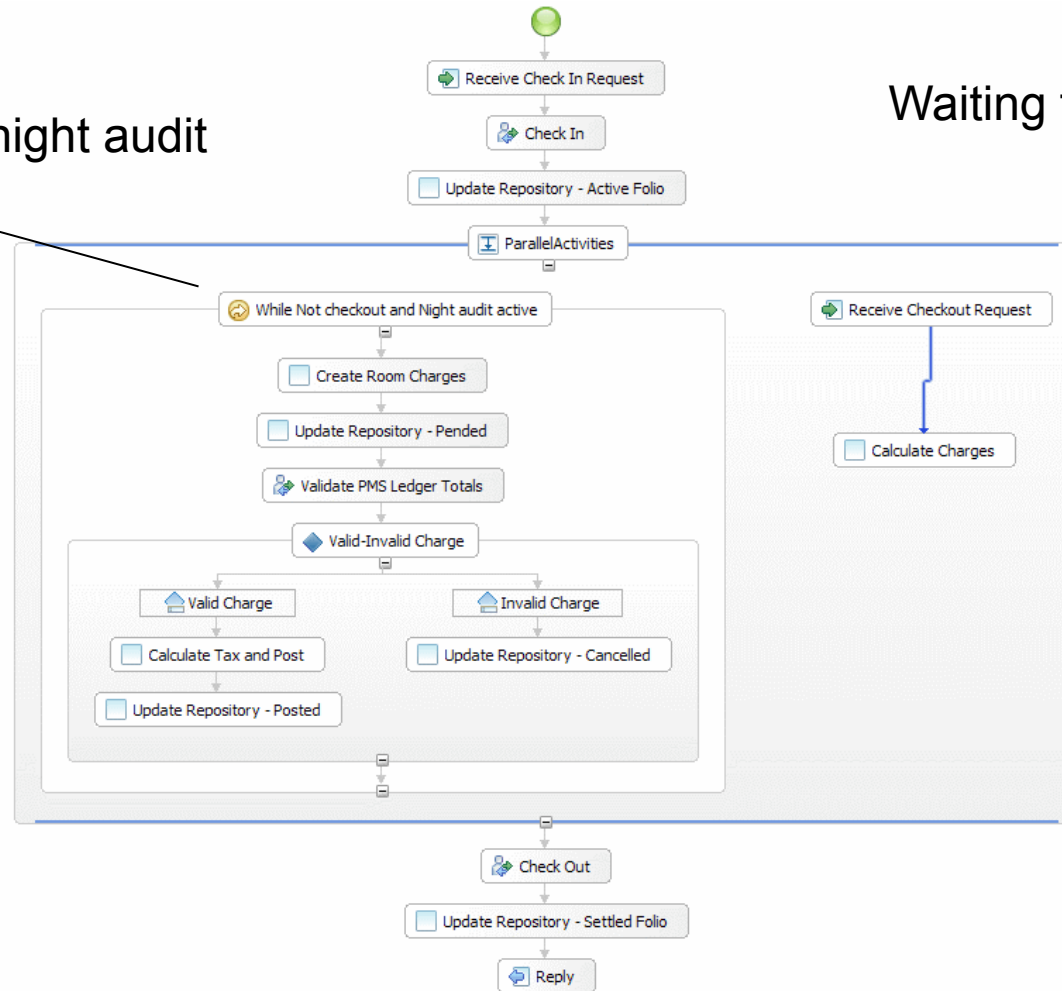 Receive Check In Request
Waiting
night audit
Check In
Update Repository - Active Folio
ParallelActivities
While Not checkout and Night audit active
Receive Checkout Request
Create Room Charges
Update Repository - Pended
Calculate Charges
Validate PMS Ledger Totals
Valid-Invalid Charge
Valid Charge
Invalid Charge
Calculate Tax and Post
Update Repository - Cancelled
Update Repository - Posted
Check Out
Update Repository - Settled Folio
Reply